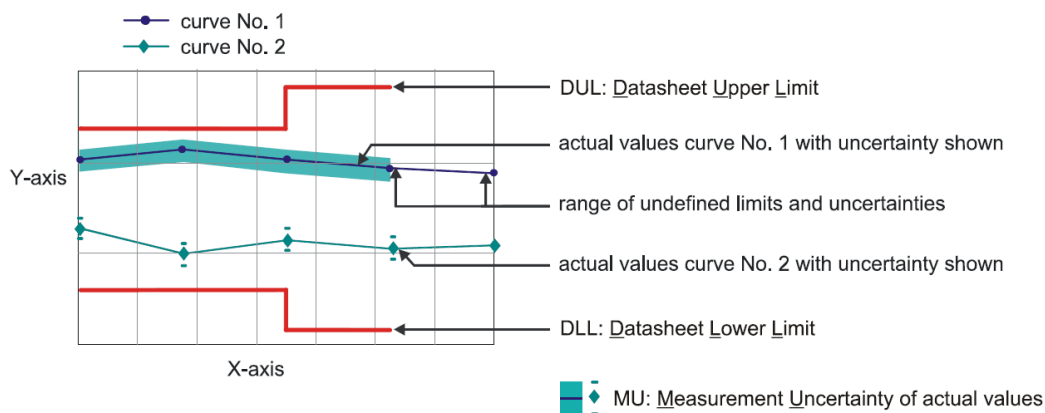 curve No. 1
curve No. 2
DUL: Datasheet Upper Limit
actual values curve No. 1 with uncertainty shown
Y-axis
range of undefined limits and uncertainties
actual values curve No. 2 with uncertainty shown
DLL: Datasheet Lower Limit
X-axis
MU: Measurement Uncertainty of actual values